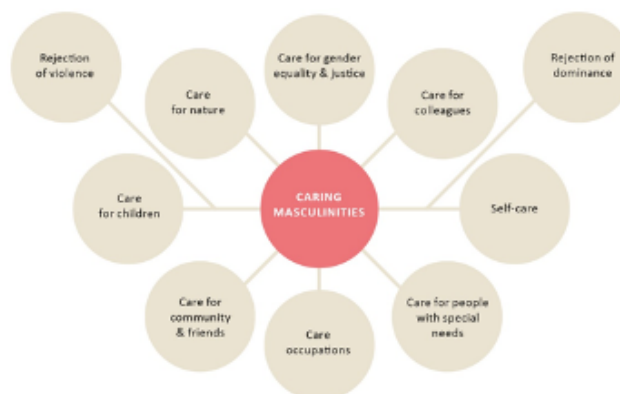 Rejection
of violence
Care
for nature
Care for gender
equality & justice
Care for
colleagues
Rejection of
dominance
Care
for children
CARING
MASCULINITIES
Self-care
Care for
community
& friends
Care
occupations
Care for people
with special
needs